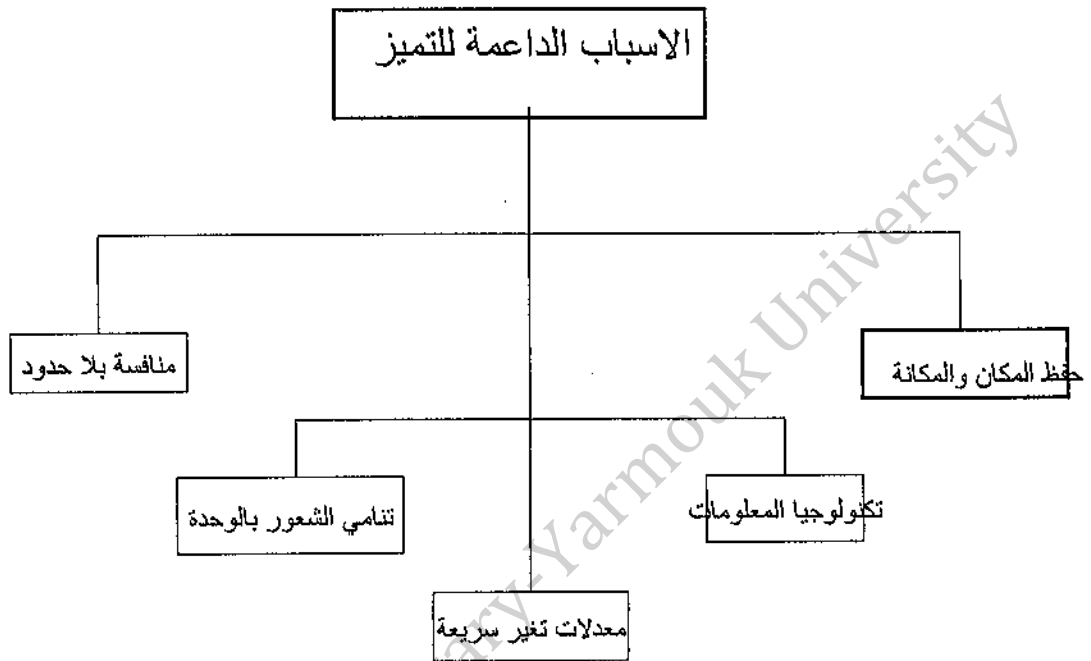 الاسباب الداعمة للتميز
حفظ المكان والمكانة
منافسة بلا حدود
تكنولوجيا المعلومات
تنامي الشعور بالوحدة
معدلات تغير سريعة
ary-Yarmouk University